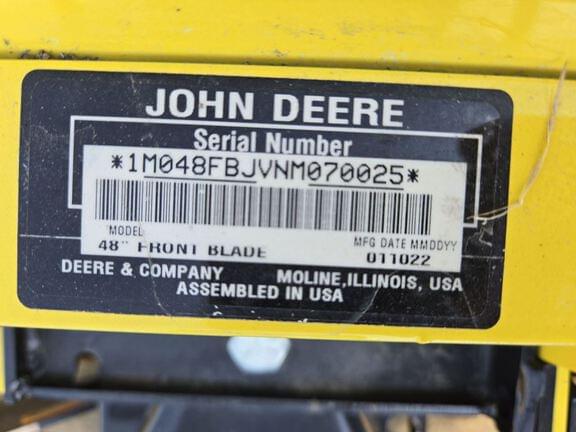 JOHN DEERE
Serial Number
*1M048FBJVNM070025*
MODEL MFG DATE MMDDYY
48" FRONT BLADE 011022
DEERE & COMPANY MOLINE, ILLINOIS, USA
ASSEMBLED IN USA